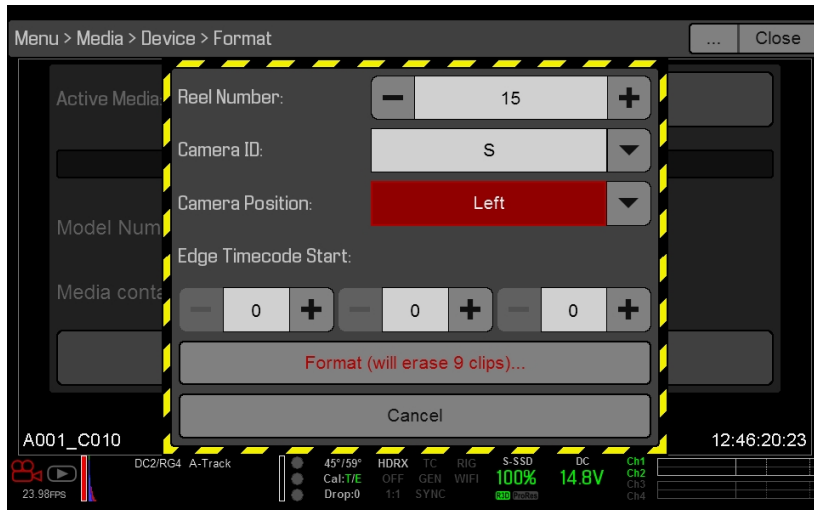 Menu > Media > Device > Format
...
Close
Active Media:
Reel Number:
15
Camera ID:
S
Camera Position:
Left
Model Num
Edge Timecode Start:
Media conta
0
0
0
Format (will erase 9 clips)...
Cancel
A001_C010
12:46:20:23
DC2/RG4 A-Track
45°/59° HDRX TC RIG S-SSD DC Ch1
Cal:T/E OFF GEN WIFI 100% 14.8V Ch2
Ch3
23.98FPS
Drop:0 1:1 SYNC R3D ProRes Ch4